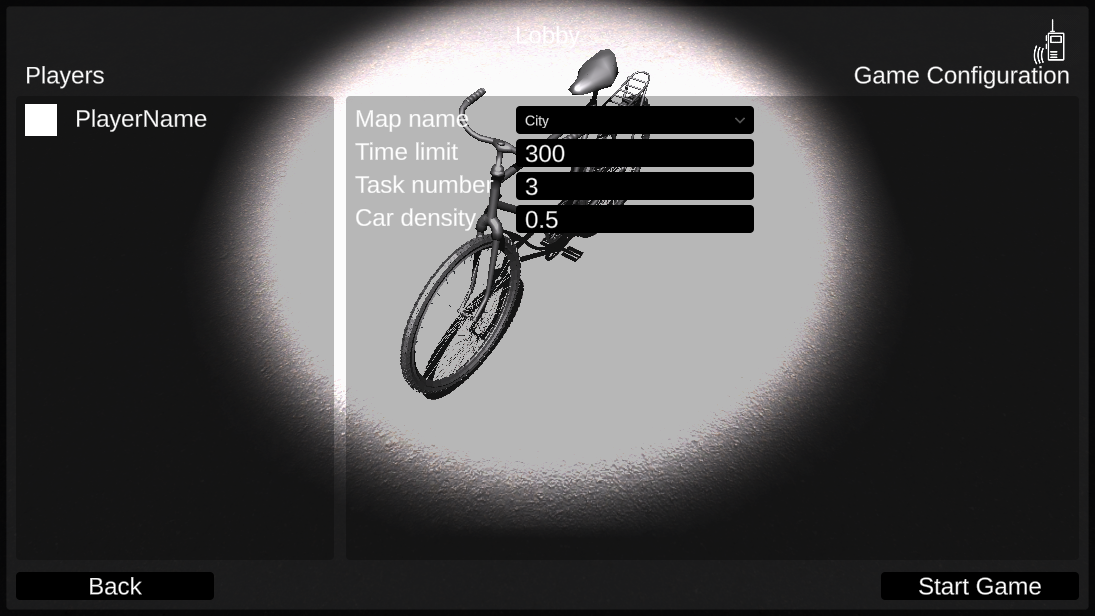 Lobby
Players
Game Configuration
PlayerName
Map name City
Time limit 300
Task number 3
Car density 0.5
Back
Start Game